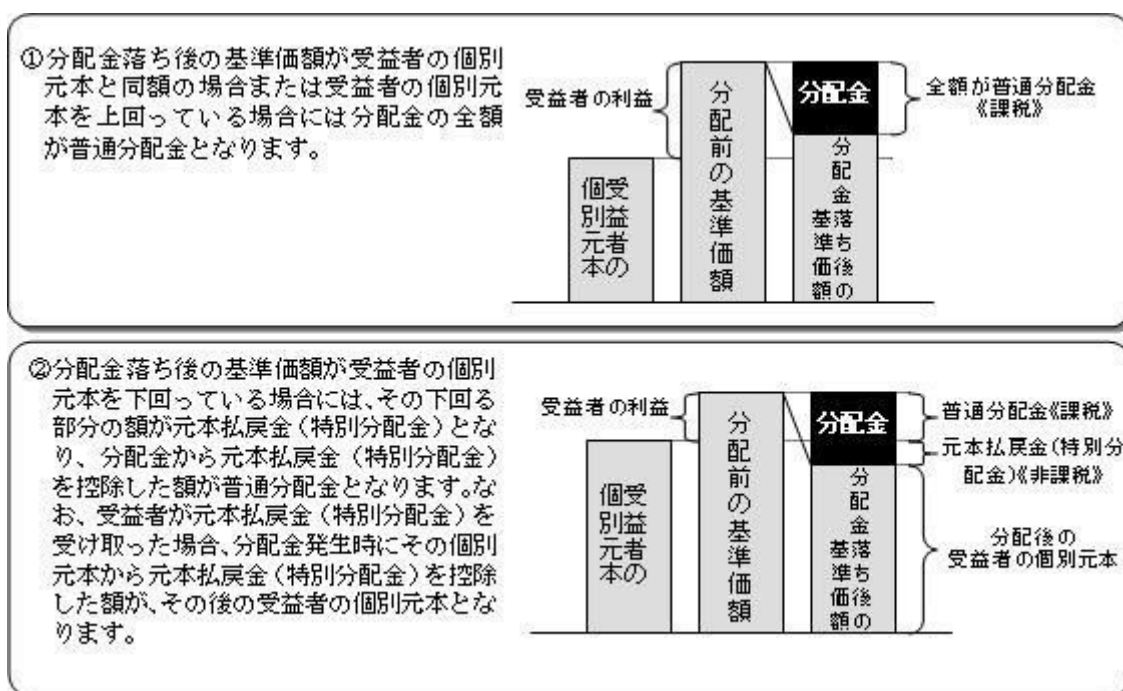 ①分配金落ち後の基準価額が受益者の個別
元本と同額の場合または受益者の個別元
本を上回っている場合には分配金の全額
が普通分配金となります。
受益者の利益
受益者の
個別元本
分配前の基準価額
分配金
分配金落ち後の
基準価額
全額が普通分配金
《課税》
②分配金落ち後の基準価額が受益者の個別
元本を下回っている場合には、その下回る
部分の額が元本払戻金(特別分配金)とな
り、分配金から元本払戻金(特別分配金)
を控除した額が普通分配金となります。な
お、受益者が元本払戻金(特別分配金)を
受け取った場合、分配金発生時にその個別
元本から元本払戻金(特別分配金)を控除
した額が、その後の受益者の個別元本とな
ります。
受益者の利益
受益者の
個別元本
分配前の基準価額
分配金
分配金落ち後の
基準価額
普通分配金《課税》
元本払戻金(特別分
配金)《非課税》
分配後の
受益者の個別元本